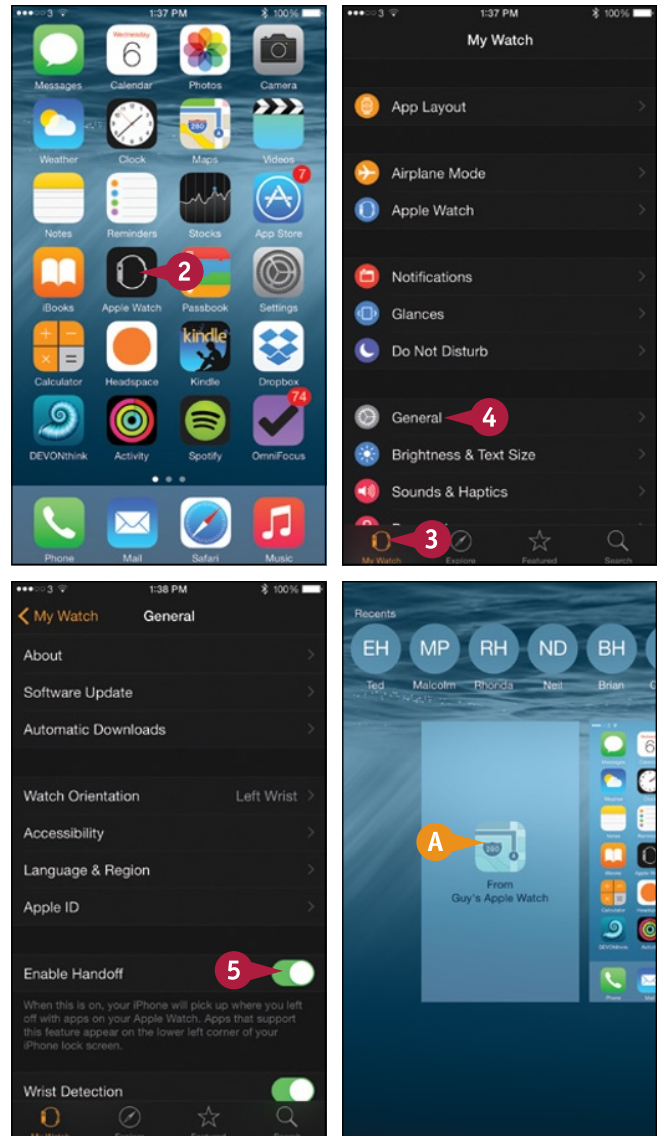 3 1:37 PM 100%
Wednesday
6
Messages Calendar Photos Camera
280
Weather Clock Maps Videos
7
Notes Reminders Stocks App Store
2
iBooks Apple Watch Passbook Settings
kindle
Calculator Headspace Kindle Dropbox
74
DEVONthink Activity Spotify OmniFocus
Phone Mail Safari Music
3 1:37 PM 100%
My Watch
App Layout
Airplane Mode
Apple Watch
Notifications
Glances
Do Not Disturb
General 4
Brightness & Text Size
Sounds & Haptics
3
My Watch Explore Featured Search
3 1:38 PM 100%
My Watch General
About
Software Update
Automatic Downloads
Watch Orientation Left Wrist
Accessibility
Language & Region
Apple ID
Enable Handoff 5
When this is on, your iPhone will pick up where you left
off with apps on your Apple Watch. Apps that support
this feature appear on the lower left corner of your
iPhone lock screen.
Wrist Detection
Recents
EH MP RH ND BH
Ted Malcolm Rhonda Neil Brian
6
A
280
From
Guy's Apple Watch